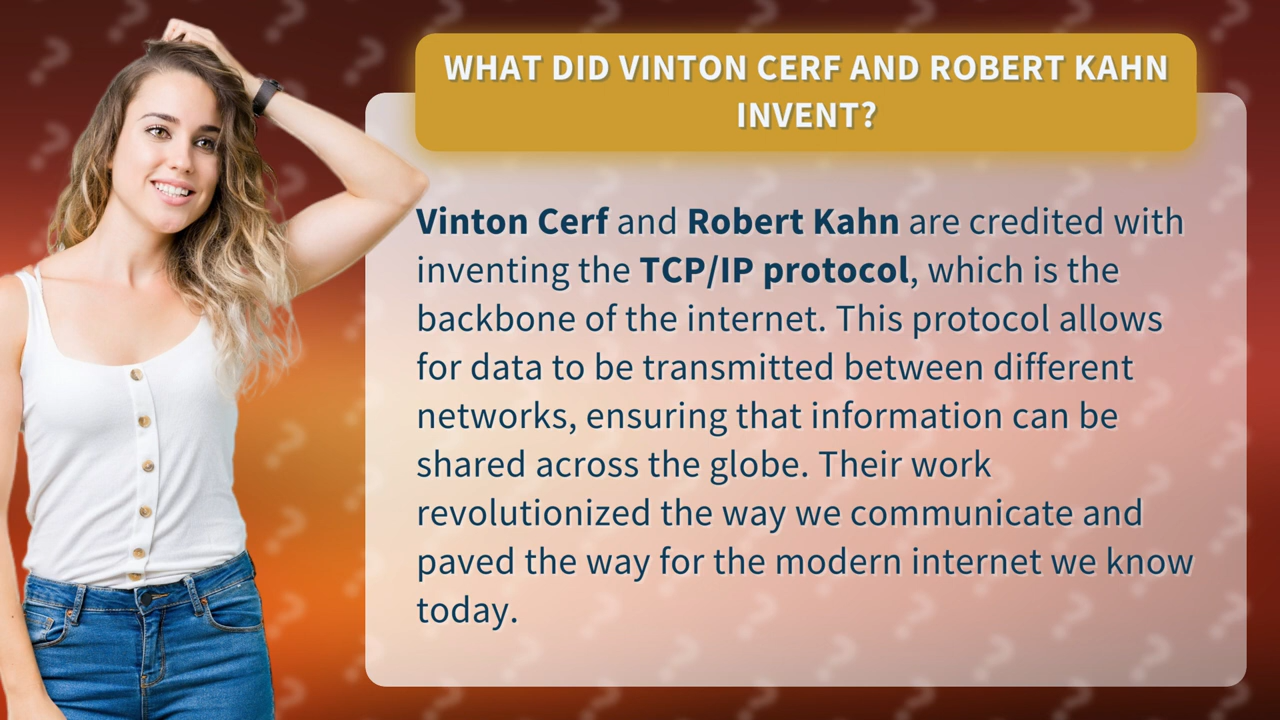 WHAT DID VINTON CERF AND ROBERT KAHN
INVENT?
Vinton Cerf and Robert Kahn are credited with
inventing the TCP/IP protocol, which is the
backbone of the internet. This protocol allows
for data to be transmitted between different
networks, ensuring that information can be
shared across the globe. Their work
revolutionized the way we communicate and
paved the way for the modern internet we know
today.